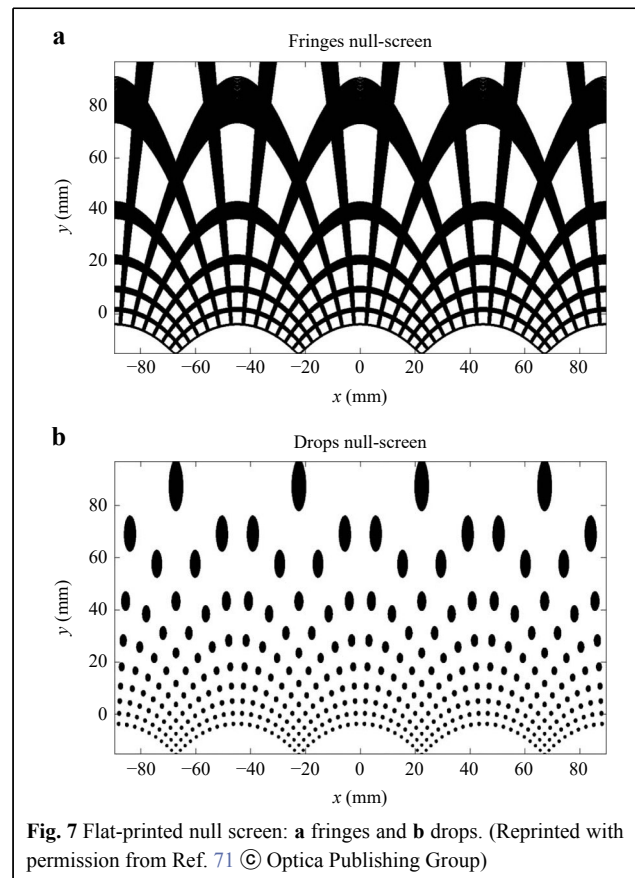 a
Fringes null-screen
80
60
40
20
0
y (mm)
−80 −60 −40 −20 0 20 40 60 80
x (mm)
b
Drops null-screen
80
60
40
20
0
y (mm)
−80 −60 −40 −20 0 20 40 60 80
x (mm)
Fig. 7 Flat-printed null screen: a fringes and b drops. (Reprinted with
permission from Ref. 71 Ⓒ Optica Publishing Group)